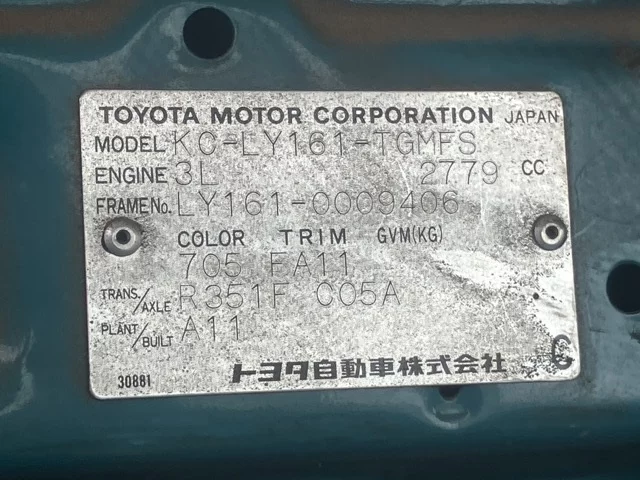 TOYOTA MOTOR CORPORATION JAPAN
MODEL KC-LY161-TGMFS
ENGINE 3L 2779 CC
FRAME No. LY161-0009406
COLOR TRIM GVM(KG)
705 FA11
TRANS./AXLE R351F C05A
PLANT/BUILT A11
30881 トヨタ自動車株式会社 C